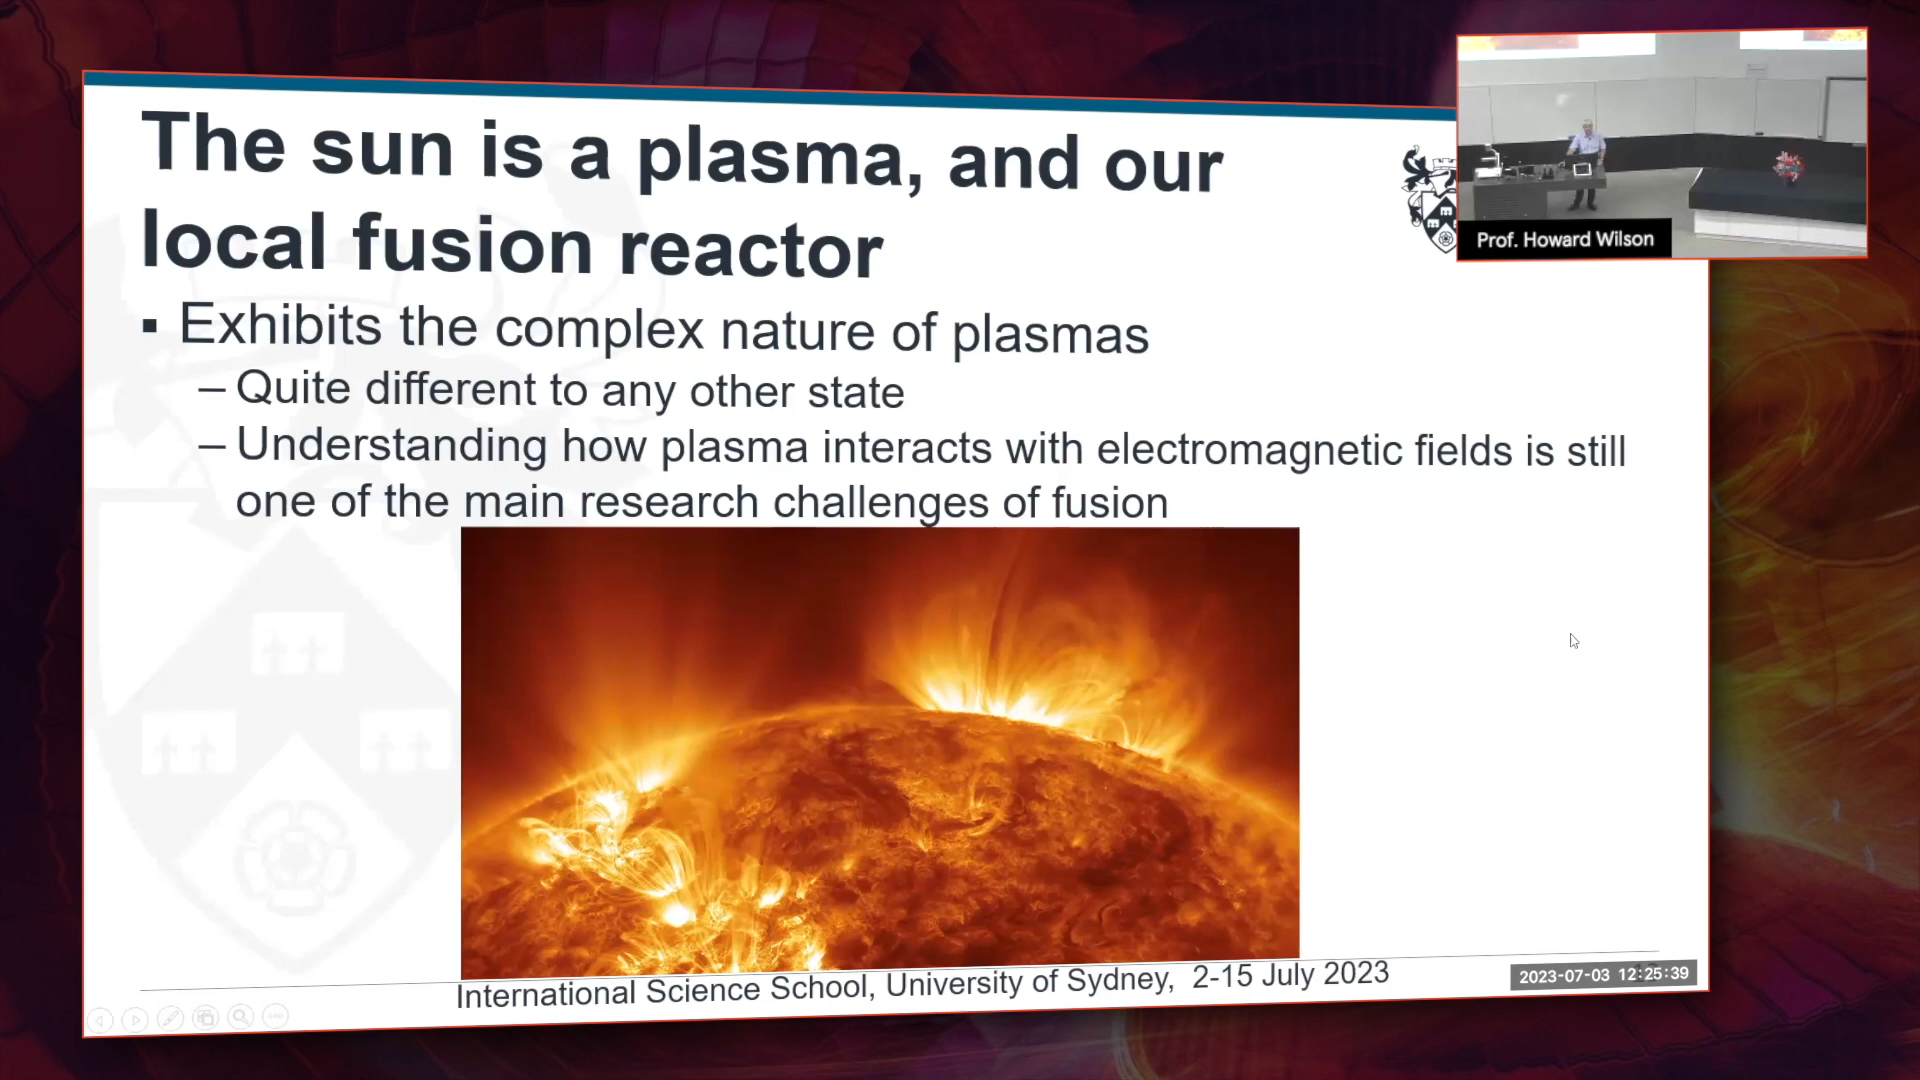 The sun is a plasma, and our
local fusion reactor
▪ Exhibits the complex nature of plasmas
– Quite different to any other state
– Understanding how plasma interacts with electromagnetic fields is still
one of the main research challenges of fusion
Prof. Howard Wilson
International Science School, University of Sydney, 2-15 July 2023
2023-07-03 12:25:39